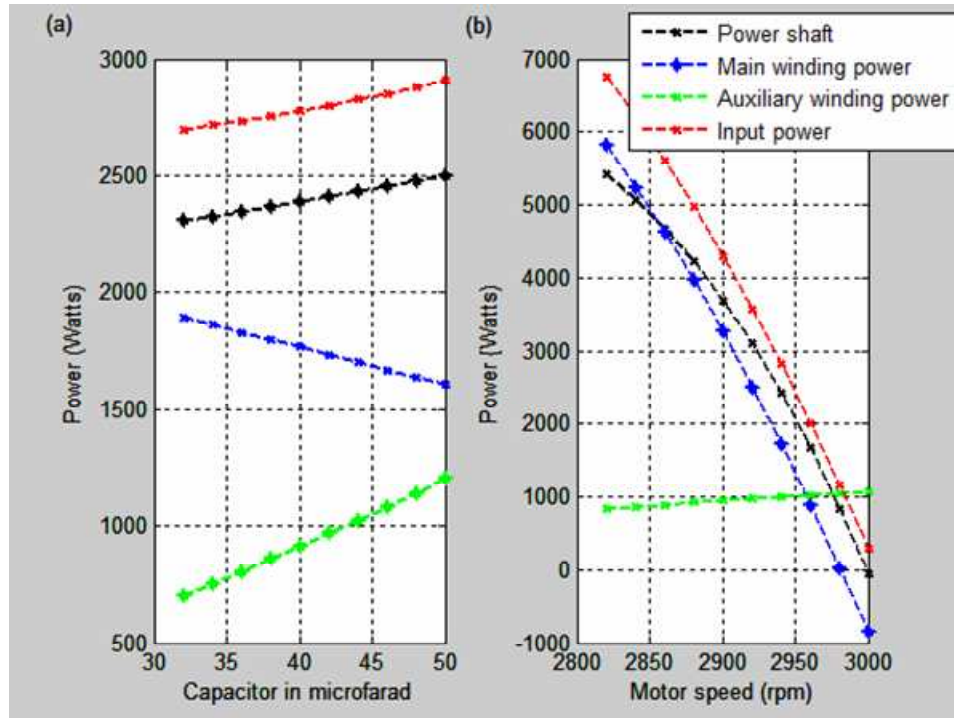 (a)
3000
2500
2000
1500
1000
500
30 35 40 45 50
Power (Watts)
Capacitor in microfarad
(b)
Power shaft
Main winding power
Auxiliary winding power
Input power
7000
6000
5000
4000
3000
2000
1000
0
-1000
2800 2850 2900 2950 3000
Power [Watts)
Motor speed (rpm)